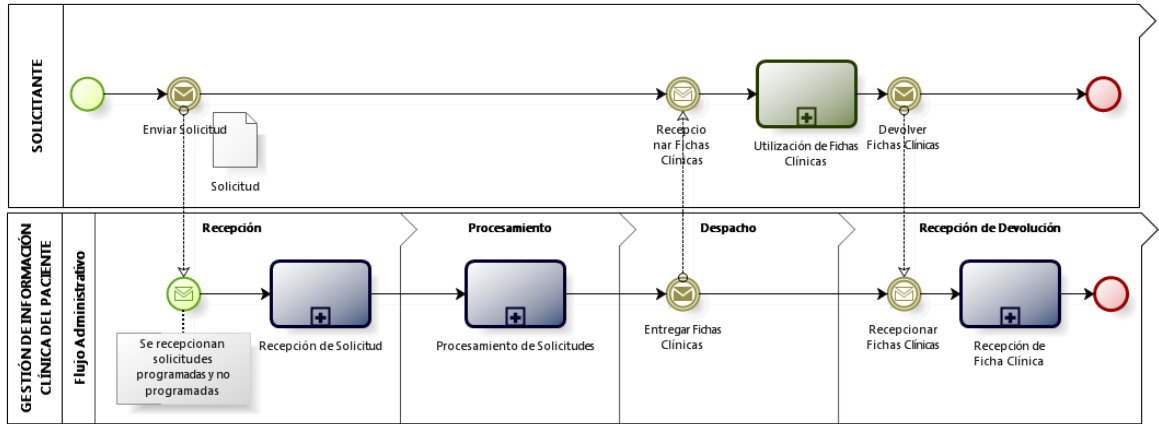 SOLICITANTE
Enviar Solicitud
Solicitud
Recepcio
nar Fichas
Clínicas
Utilización de Fichas
Clínicas
Devolver
Fichas Clínicas
GESTIÓN DE INFORMACIÓN
CLÍNICA DEL PACIENTE
Flujo Administrativo
Recepción
Procesamiento
Despacho
Recepción de Devolución
Se recepcionan
solicitudes
programadas y no
programadas
Recepción de Solicitud
Procesamiento de Solicitudes
Entregar Fichas
Clínicas
Recepcionar
Fichas Clínicas
Recepción de
Ficha Clínica